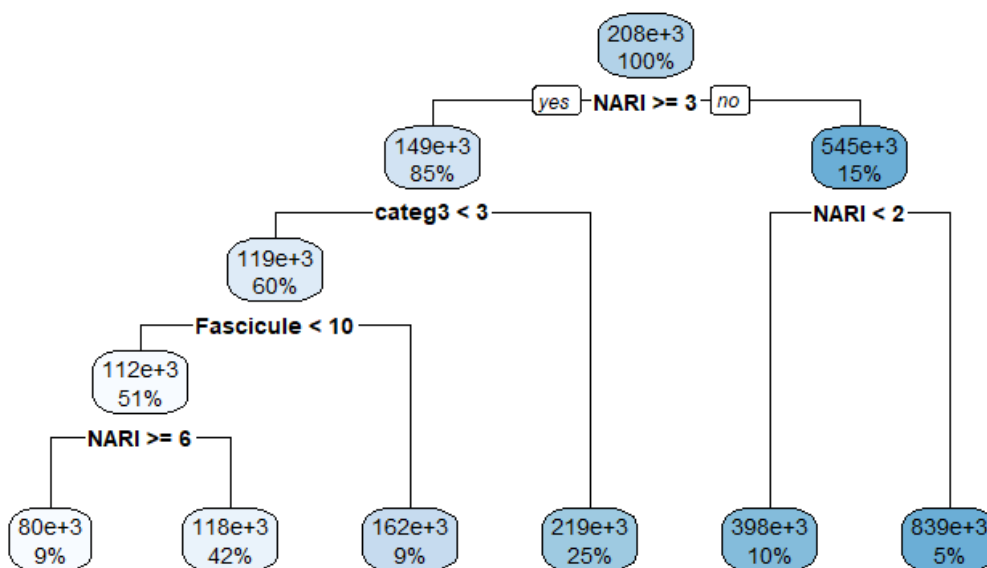 208e+3
100%
yes NARI >= 3 no
149e+3
85%
545e+3
15%
categ3 < 3
NARI < 2
119e+3
60%
Fascicule < 10
112e+3
51%
NARI >= 6
80e+3
9%
118e+3
42%
162e+3
9%
219e+3
25%
398e+3
10%
839e+3
5%